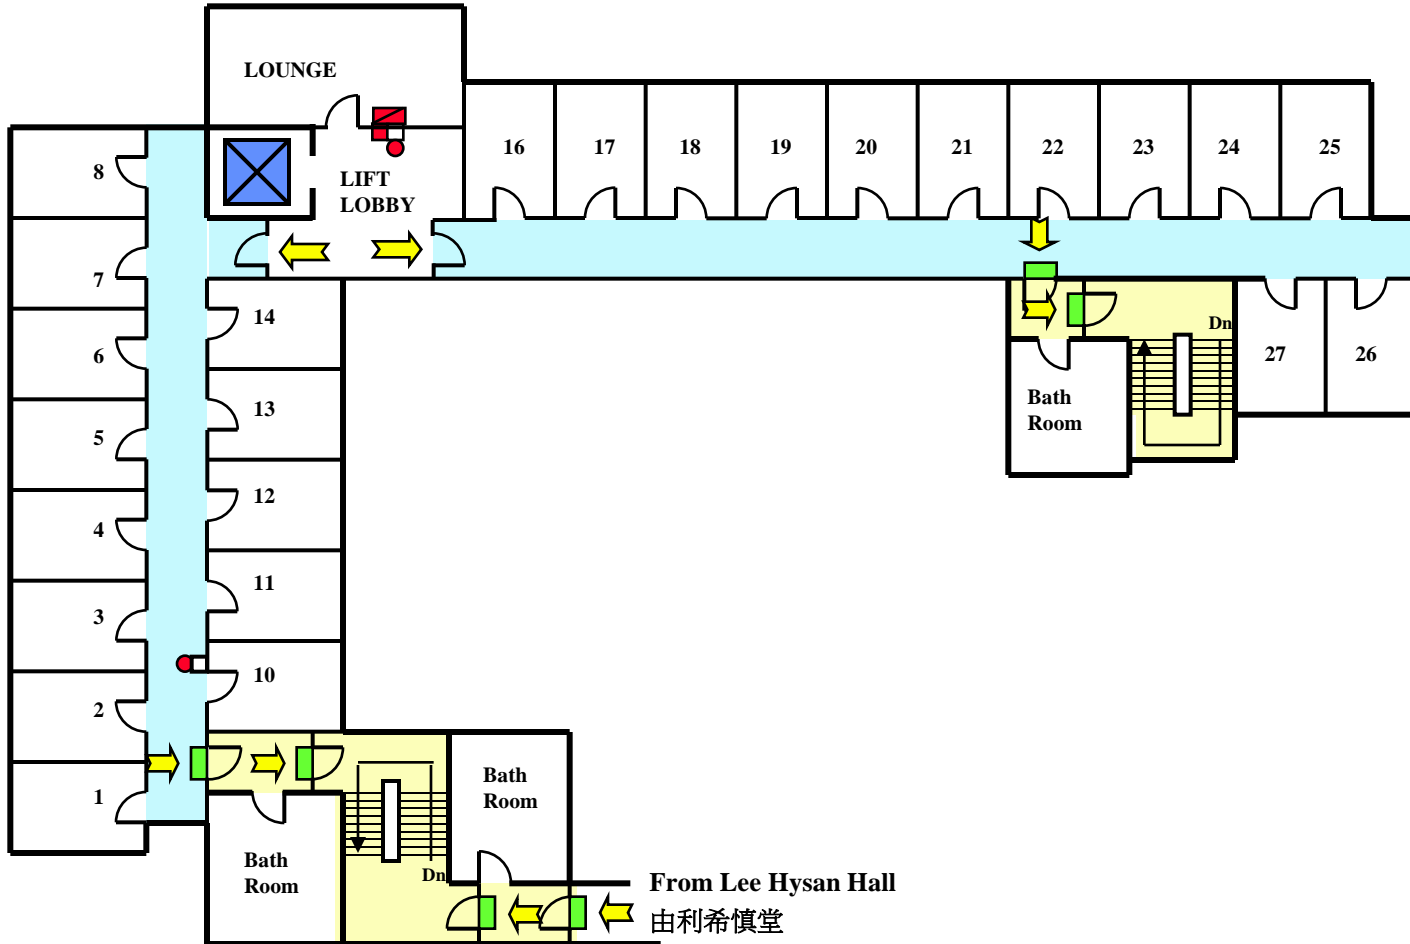 LOUNGE
16 17 18 19 20 21 22 23 24 25
8
LIFT
LOBBY
7
14
Dn
6
27 26
13
Bath
Room
5
12
4
11
3
10
2
1
Bath
Room
Bath
Room
Dn
From Lee Hysan Hall
由利希慎堂